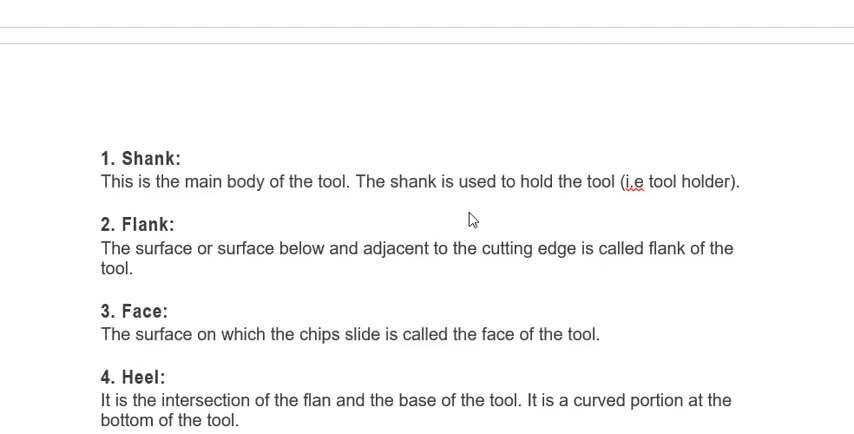 1. Shank:
This is the main body of the tool. The shank is used to hold the tool (i.e tool holder).
2. Flank:
The surface or surface below and adjacent to the cutting edge is called flank of the
tool.
3. Face:
The surface on which the chips slide is called the face of the tool.
4. Heel:
It is the intersection of the flan and the base of the tool. It is a curved portion at the
bottom of the tool.